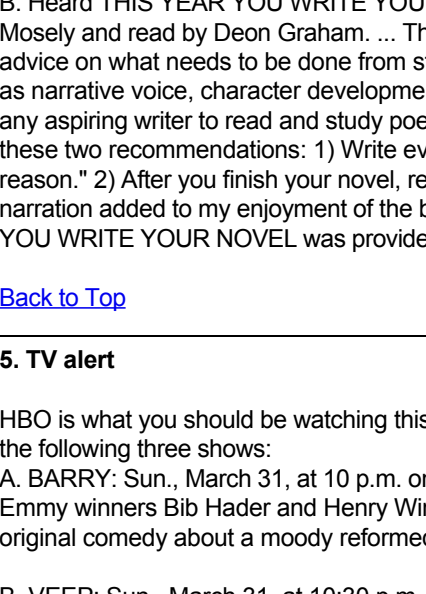 B. Heard THIS YEAR YOU WRITE YOU
Mosely and read by Deon Graham. ... Th
advice on what needs to be done from s
as narrative voice, character developme
any aspiring writer to read and study poe
these two recommendations: 1) Write ev
reason." 2) After you finish your novel, re
narration added to my enjoyment of the b
YOU WRITE YOUR NOVEL was provide
Back to Top
5. TV alert
HBO is what you should be watching this
the following three shows:
A. BARRY: Sun., March 31, at 10 p.m. o
Emmy winners Bib Hader and Henry Wi
original comedy about a moody reformed
B. VEEP: Sun., March 31, at 10:30 p.m.